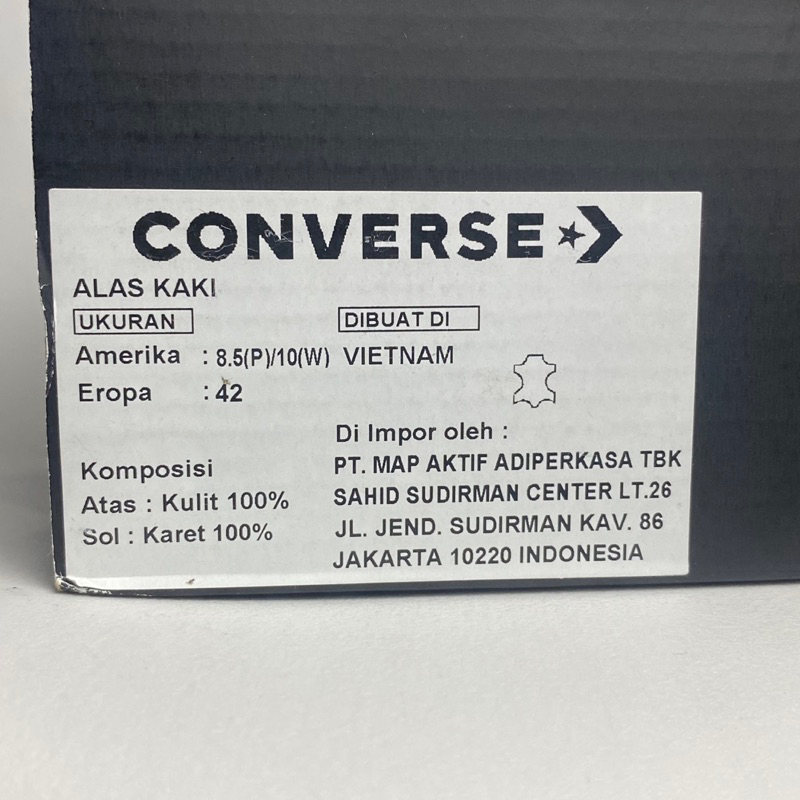 CONVERSE
ALAS KAKI
UKURAN
Amerika : 8.5(P)/10(W)
Eropa : 42
DIBUAT DI
VIETNAM
Komposisi
Atas : Kulit 100%
Sol : Karet 100%
Di Impor oleh :
PT. MAP AKTIF ADIPERKASA TBK
SAHID SUDIRMAN CENTER LT.26
JL. JEND. SUDIRMAN KAV. 86
JAKARTA 10220 INDONESIA